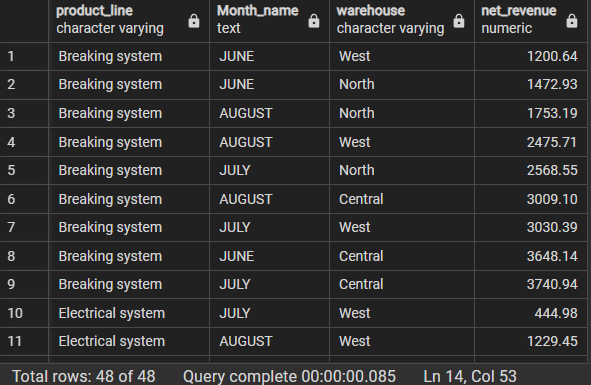 product_line Month_name warehouse net_revenue
character varying text character varying numeric
1 Breaking system JUNE West 1200.64
2 Breaking system JUNE North 1472.93
3 Breaking system AUGUST North 1753.19
4 Breaking system AUGUST West 2475.71
5 Breaking system JULY North 2568.55
6 Breaking system AUGUST Central 3009.10
7 Breaking system JULY West 3030.39
8 Breaking system JUNE Central 3648.14
9 Breaking system JULY Central 3740.94
10 Electrical system JULY West 444.98
11 Electrical system AUGUST West 1229.45
Total rows: 48 of 48 Query complete 00:00:00.085 Ln 14, Col 53